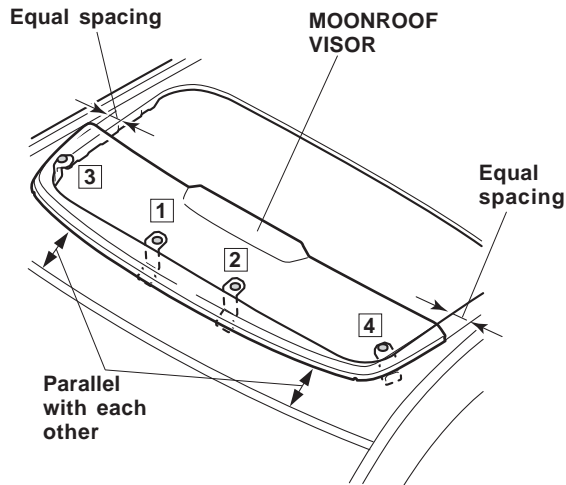 Equal spacing
MOONROOF
VISOR
3
1
2
4
Equal
spacing
Parallel
with each
other